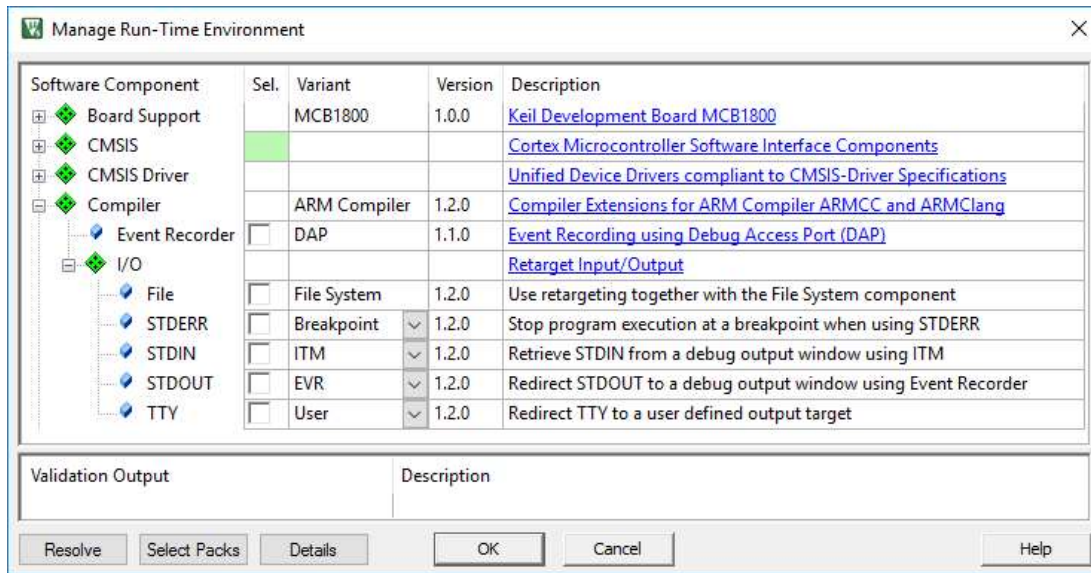 Manage Run-Time Environment
Software Component Sel. Variant Version Description
Board Support MCB1800 1.0.0 Keil Development Board MCB1800
CMSIS Cortex Microcontroller Software Interface Components
CMSIS Driver Unified Device Drivers compliant to CMSIS-Driver Specifications
Compiler ARM Compiler 1.2.0 Compiler Extensions for ARM Compiler ARMCC and ARMClang
Event Recorder DAP 1.1.0 Event Recording using Debug Access Port (DAP)
I/O Retarget Input/Output
File File System 1.2.0 Use retargeting together with the File System component
STDERR Breakpoint 1.2.0 Stop program execution at a breakpoint when using STDERR
STDIN ITM 1.2.0 Retrieve STDIN from a debug output window using ITM
STDOUT EVR 1.2.0 Redirect STDOUT to a debug output window using Event Recorder
TTY User 1.2.0 Redirect TTY to a user defined output target
Validation Output Description
Resolve Select Packs Details OK Cancel Help